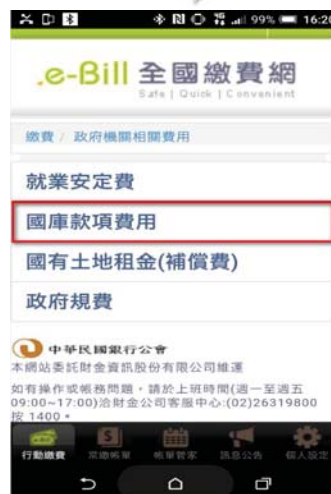 99% 16:20
e-Bill 全國繳費網
Safe | Quick | Convenient
繳費 / 政府機關相關費用
就業安定費
國庫款項費用
國有土地租金(補償費)
政府規費
中華民國銀行公會
本網站委託財金資訊股份有限公司維運
如有操作或帳務問題，請於上班時間(週一至週五
09:00~17:00)洽財金公司客服中心:(02)26319800
按 1400。
行動繳費 常繳帳單 帳單管家 訊息公告 個人設定